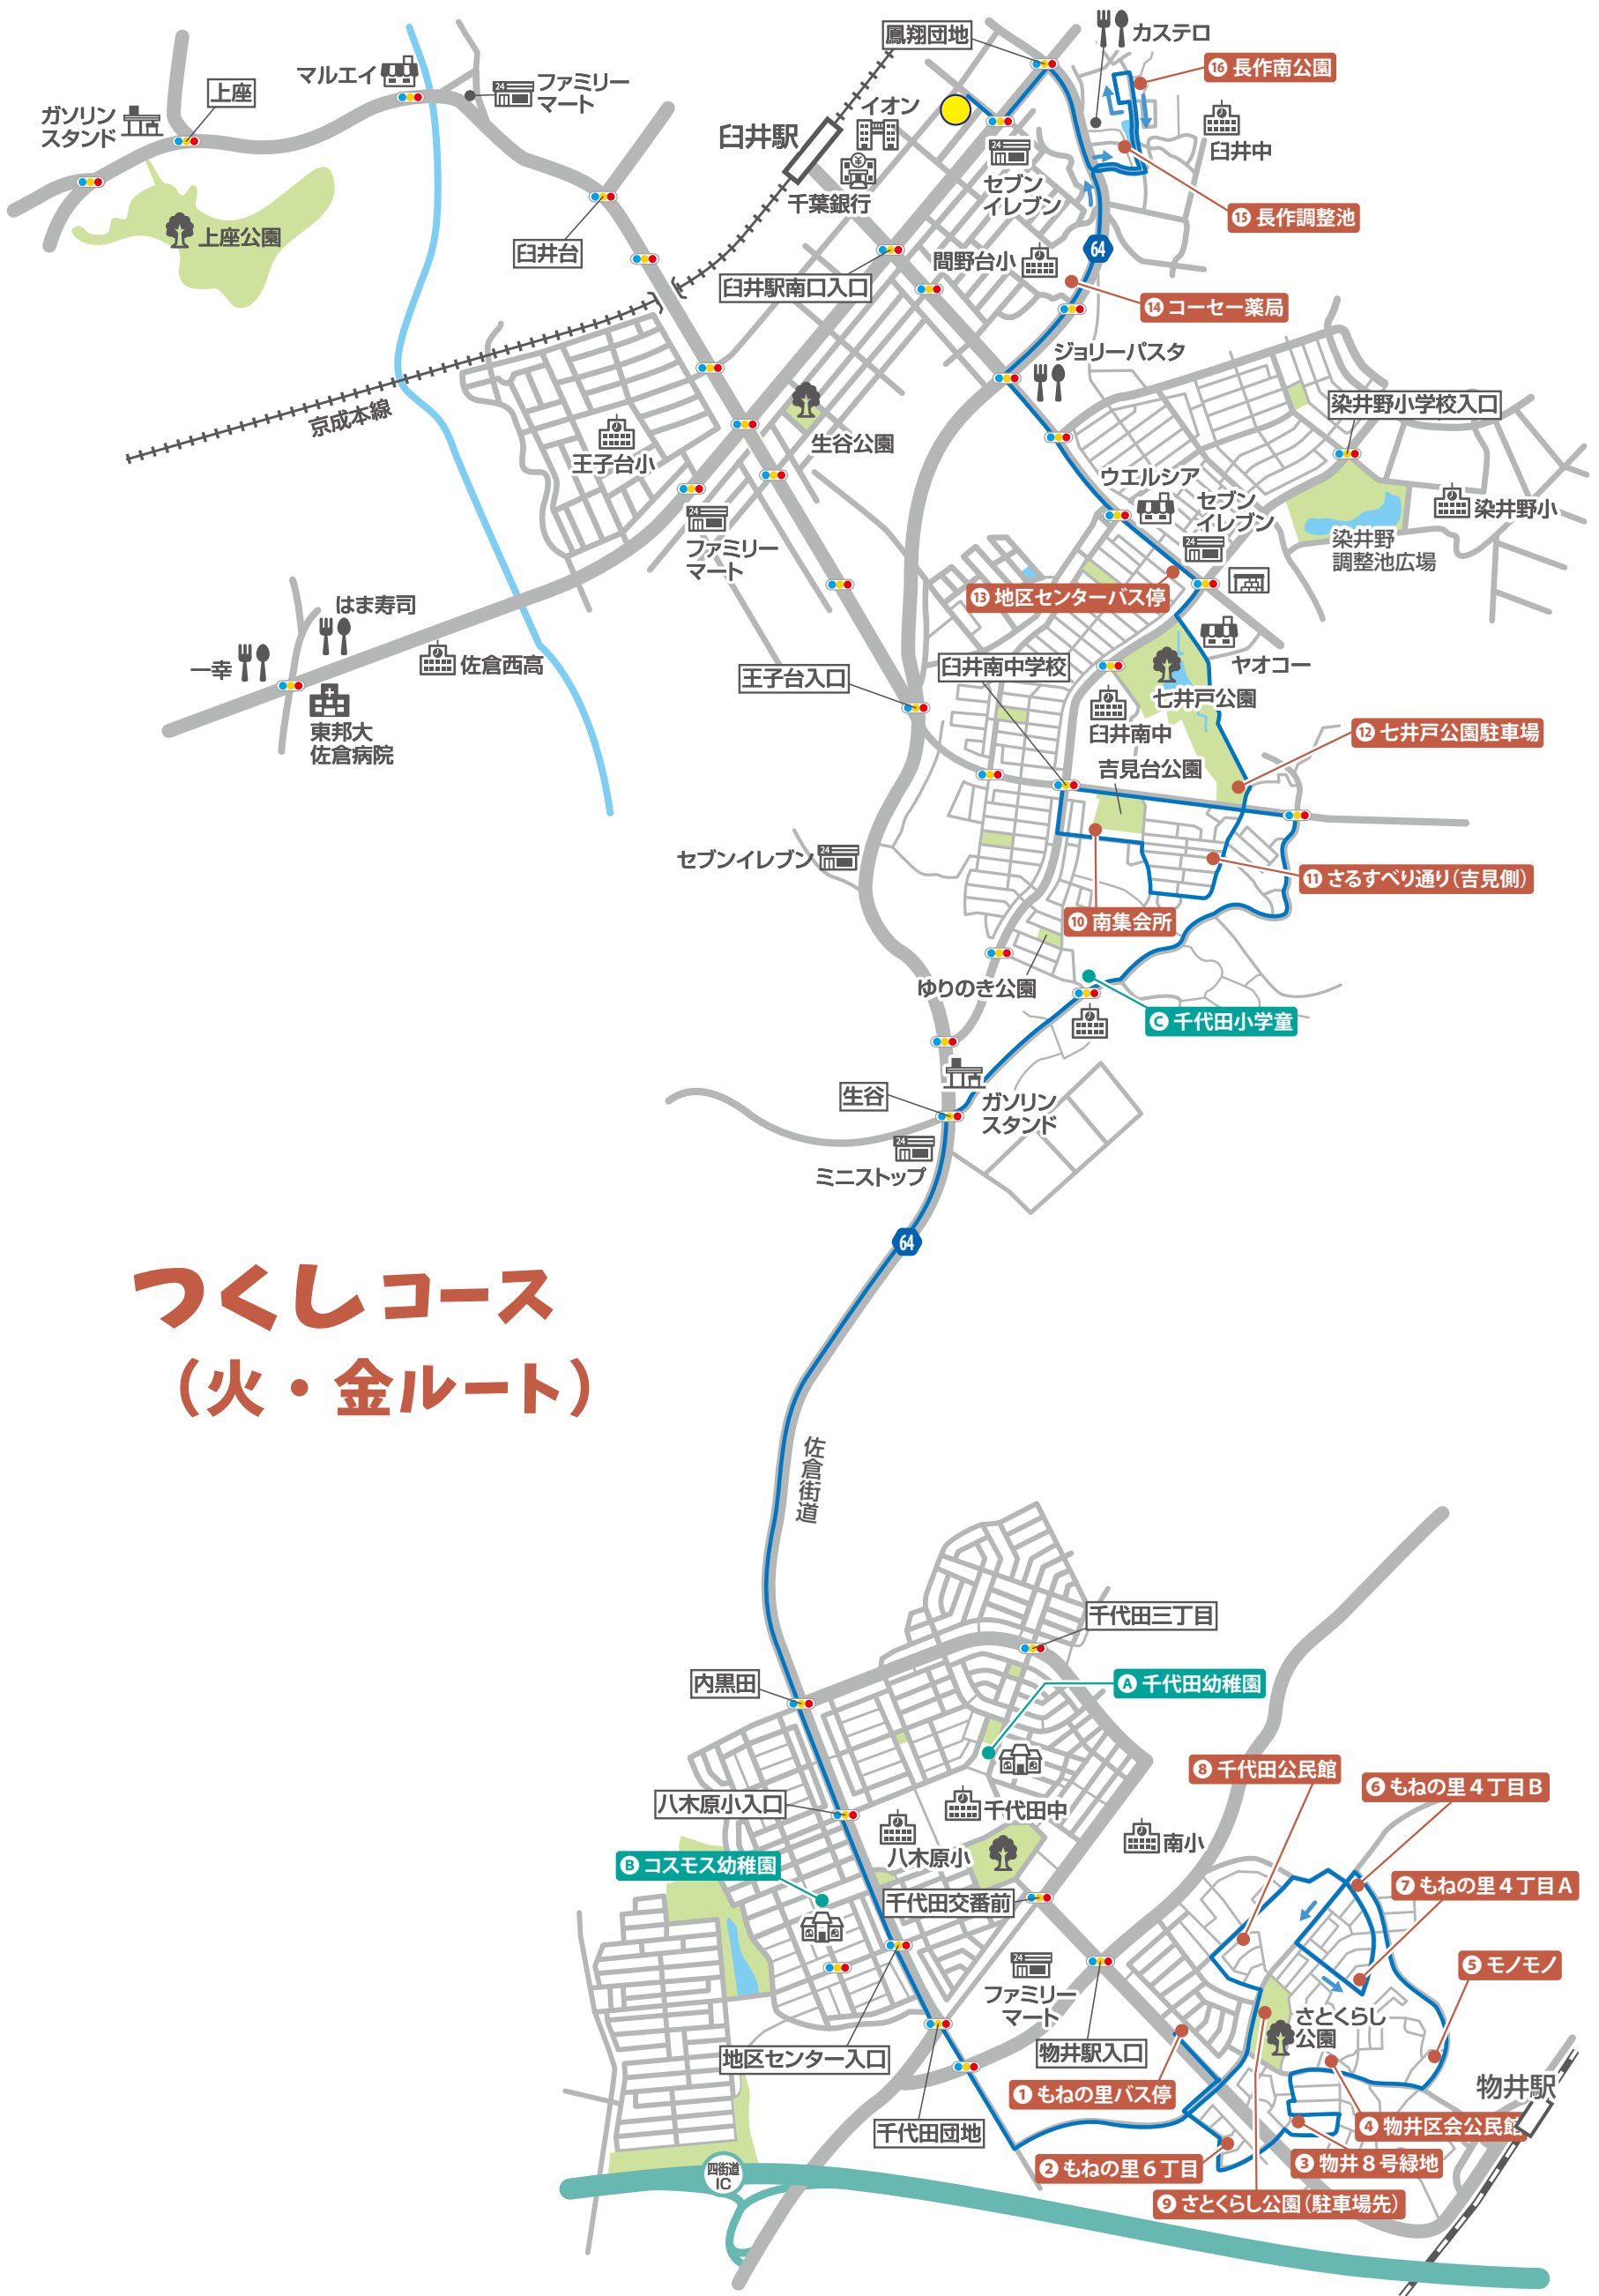 鳳翔団地
カステロ
⑯ 長作南公園
マルエイ
24
ファミリー
マート
上座
ガソリン
スタンド
臼井駅
イオン
臼井中
24
セブン
イレブン
千葉銀行
⑮ 長作調整池
上座公園
臼井台
64
間野台小
臼井駅南口入口
⑭ コーセー薬局
ジョリーパスタ
京成本線
染井野小学校入口
生谷公園
王子台小
ウエルシア
セブン
イレブン
24
染井野小
24
ファミリー
マート
染井野
調整池広場
⑬ 地区センターバス停
はま寿司
一幸
佐倉西高
ヤオコー
王子台入口
臼井南中学校
七井戸公園
東邦大
佐倉病院
臼井南中
⑫ 七井戸公園駐車場
吉見台公園
セブンイレブン
24
⑪ さるすべり通り(吉見側)
⑩ 南集会所
ゆりのき公園
C 千代田小学童
生谷
ガソリン
スタンド
24
ミニストップ
64
つくしコース
(火・金ルート)
佐倉街道
千代田三丁目
内黒田
A 千代田幼稚園
⑧ 千代田公民館
⑥ もねの里4丁目B
八木原小入口
千代田中
南小
八木原小
B コスモス幼稚園
⑦ もねの里4丁目A
千代田交番前
24
ファミリー
マート
⑤ モノモノ
さとくらし
公園
地区センター入口
物井駅入口
① もねの里バス停
物井駅
千代田団地
④ 物井区会公民館
③ 物井8号緑地
② もねの里6丁目
四街道
IC
⑨ さとくらし公園(駐車場先)